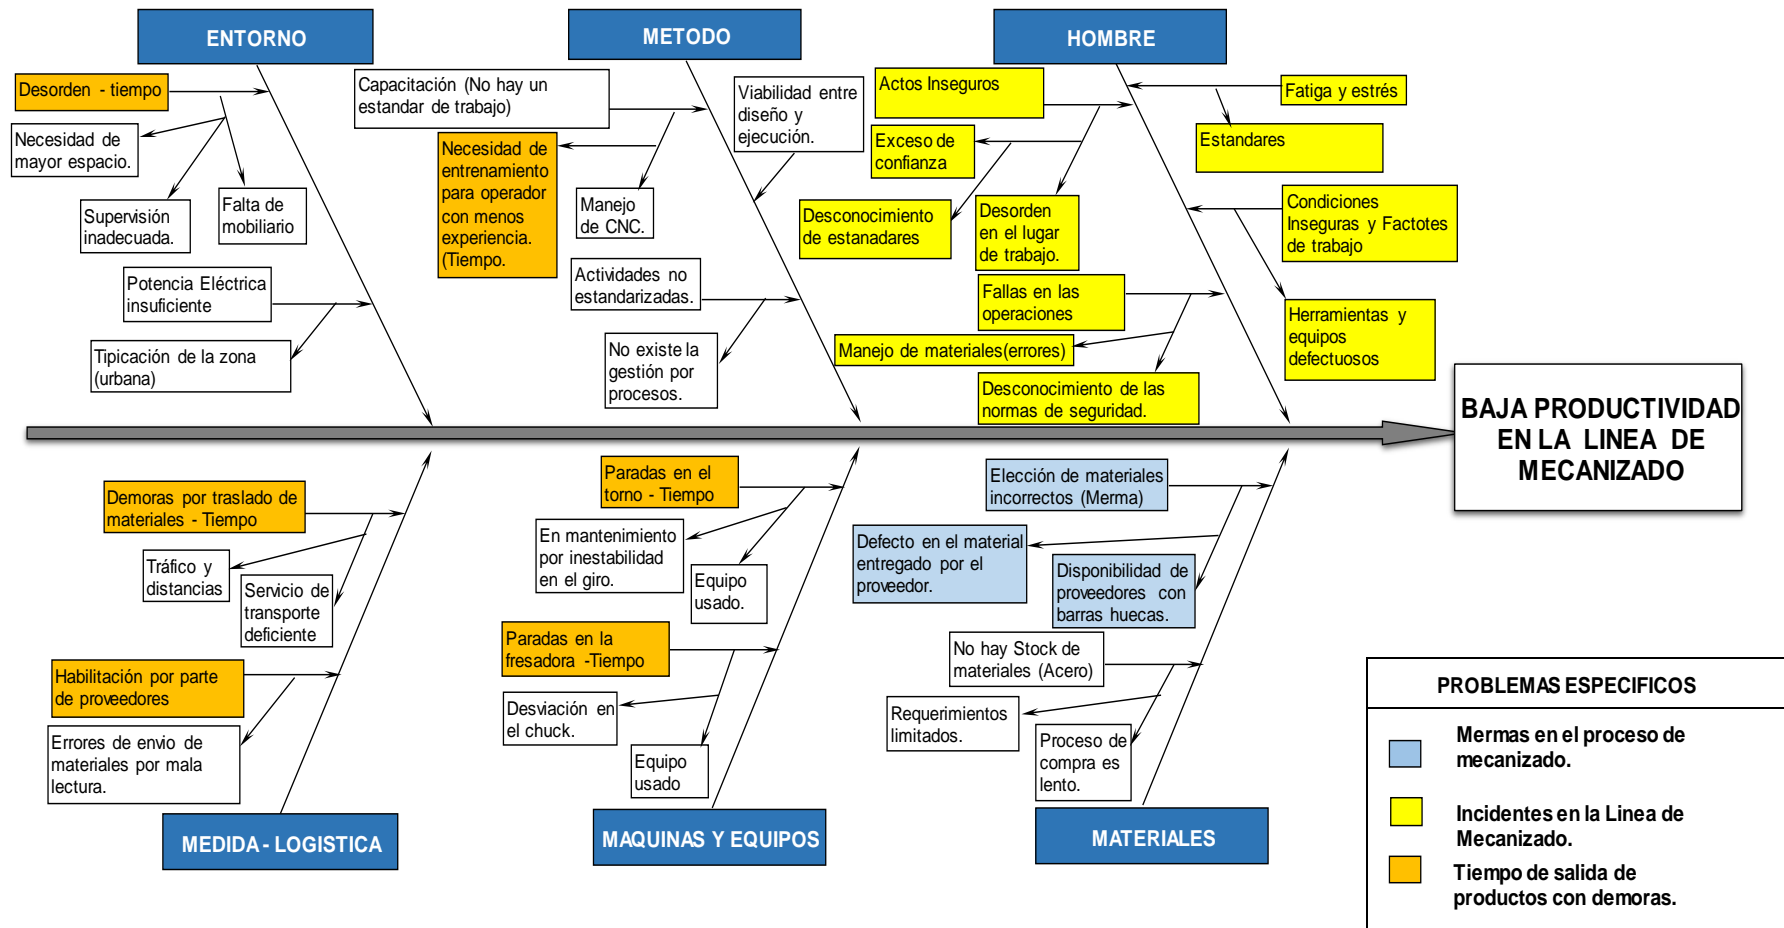 ENTORNO
METODO
HOMBRE
Desorden - tiempo
Necesidad de
mayor espacio.
Supervisión
inadecuada.
Falta de
mobiliario
Potencia Eléctrica
insuficiente
Tipicación de la zona
(urbana)
Capacitación (No hay un
estandar de trabajo)
Necesidad de
entrenamiento
para operador
con menos
experiencia.
(Tiempo.
Manejo
de CNC.
Viabilidad entre
diseño y
ejecución.
Actividades no
estandarizadas.
No existe la
gestión por
procesos.
Actos Inseguros
Exceso de
confianza
Desconocimiento
de estanadares
Desorden
en el lugar
de trabajo.
Fatiga y estrés
Estandares
Condiciones
Inseguras y Factotes
de trabajo
Herramientas y
equipos
defectuosos
Fallas en las
operaciones
Manejo de materiales(errores)
Desconocimiento de las
normas de seguridad.
BAJA PRODUCTIVIDAD
EN LA LINEA DE
MECANIZADO
Demoras por traslado de
materiales - Tiempo
Tráfico y
distancias
Servicio de
transporte
deficiente
Habilitación por parte
de proveedores
Errores de envio de
materiales por mala
lectura.
Paradas en el
torno - Tiempo
En mantenimiento
por inestabilidad
en el giro.
Equipo
usado.
Paradas en la
fresadora -Tiempo
Desviación en
el chuck.
Equipo
usado
Elección de materiales
incorrectos (Merma)
Defecto en el material
entregado por el
proveedor.
Disponibilidad de
proveedores con
barras huecas.
No hay Stock de
materiales (Acero)
Requerimientos
limitados.
Proceso de
compra es
lento.
MEDIDA - LOGISTICA
MAQUINAS Y EQUIPOS
MATERIALES
PROBLEMAS ESPECIFICOS
Mermas en el proceso de
mecanizado.
Incidentes en la Linea de
Mecanizado.
Tiempo de salida de
productos con demoras.